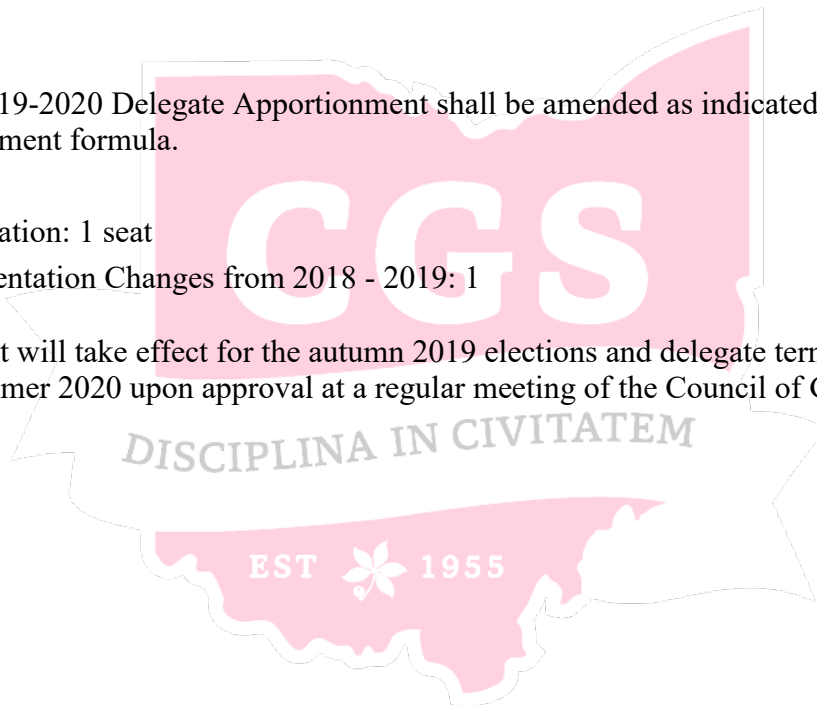 19-2020 Delegate Apportionment shall be amended as indicated
ment formula.
ation: 1 seat
entation Changes from 2018 - 2019: 1
t will take effect for the autumn 2019 elections and delegate ter
mer 2020 upon approval at a regular meeting of the Council of
CGS
DISCIPLINA IN CIVITATEM
EST 1955